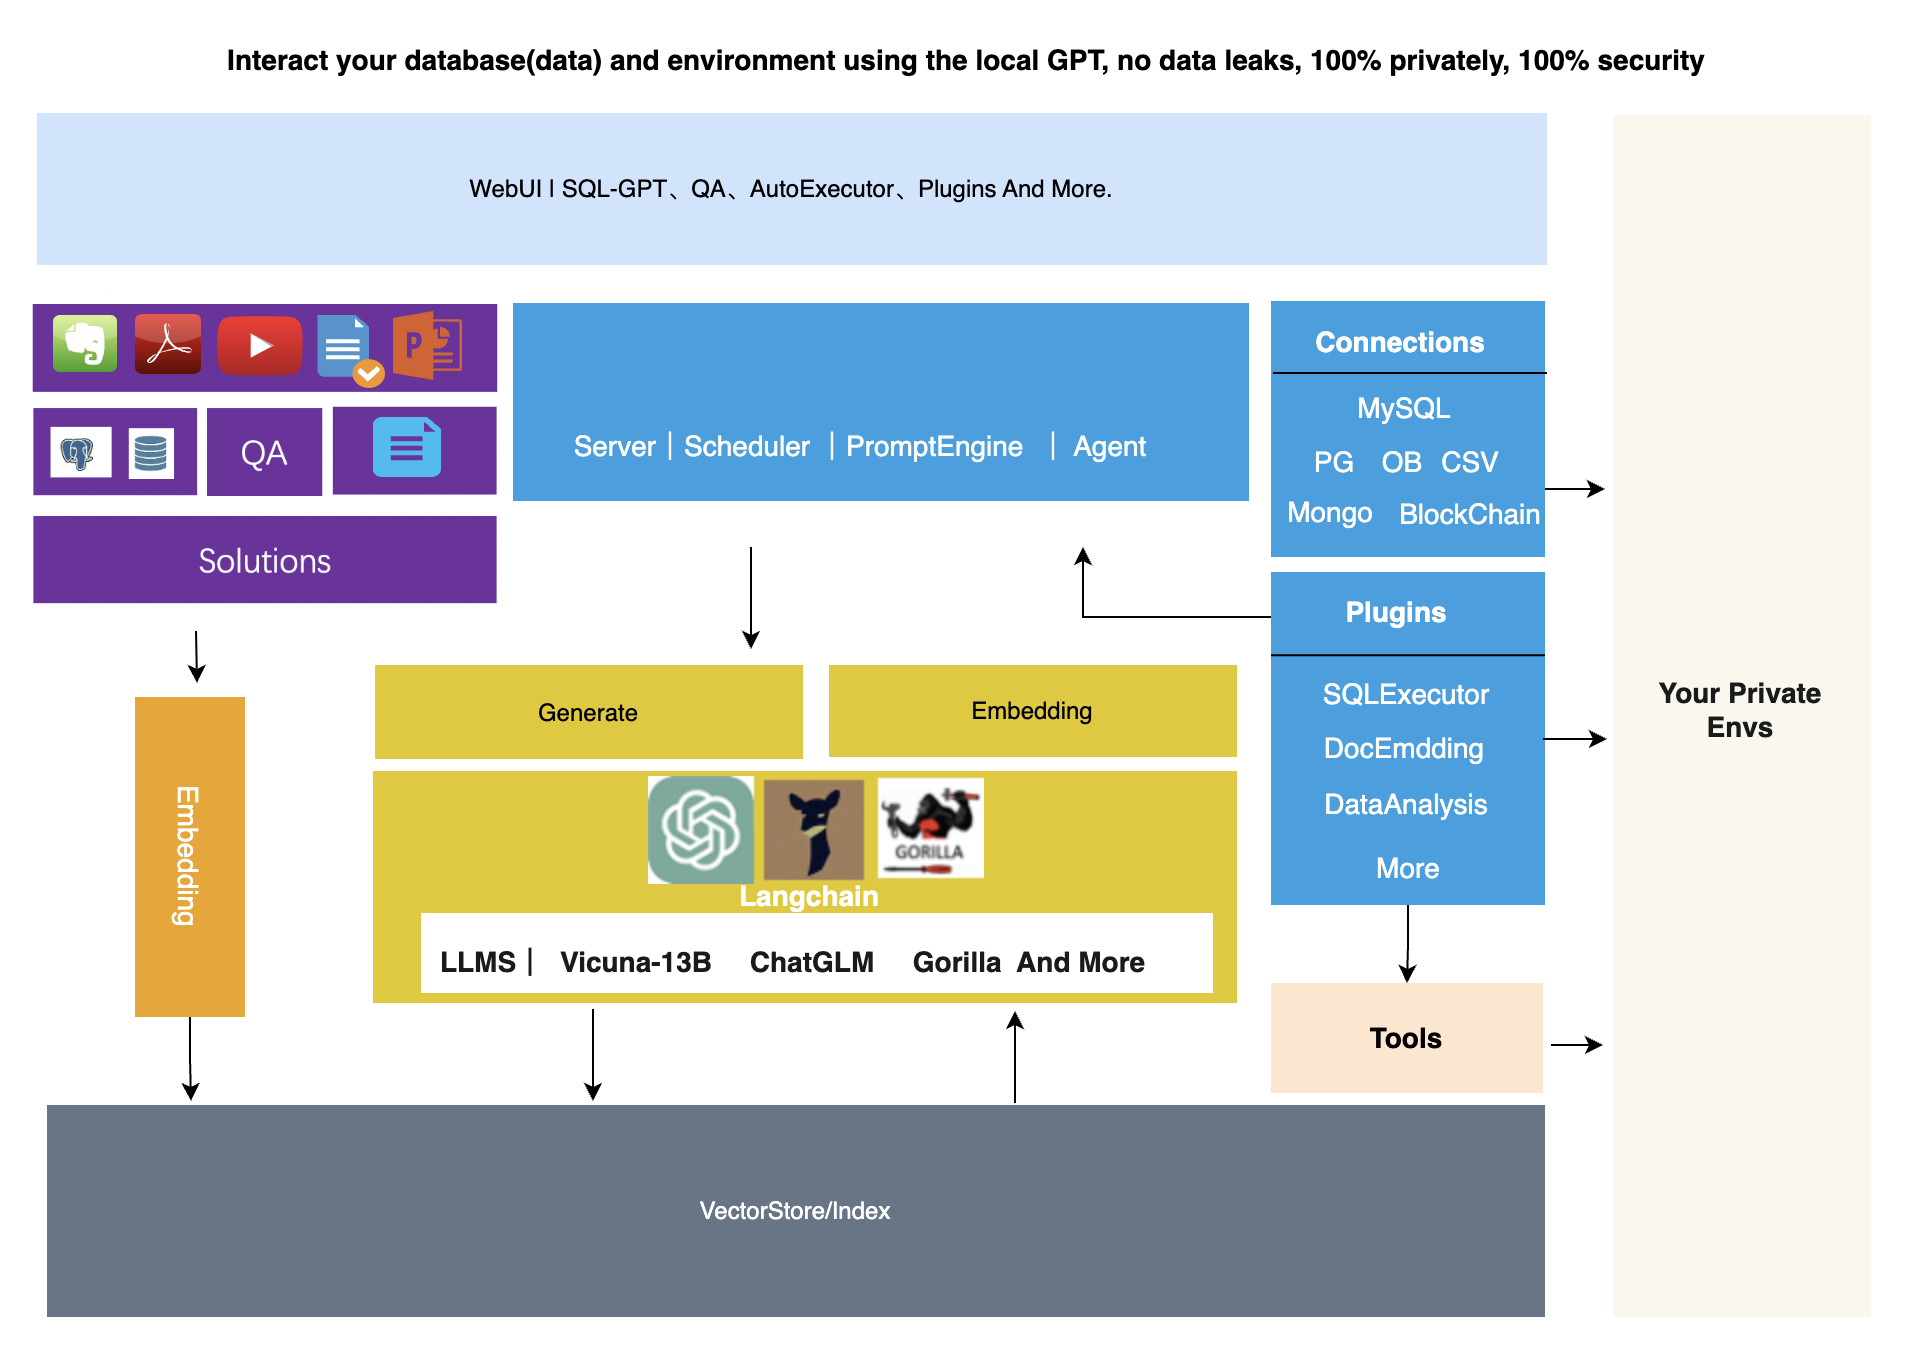 Interact your database(data) and environment using the local GPT, no data leaks, 100% privately, 100% security
WebUI | SQL-GPT、QA、AutoExecutor、Plugins And More.
P
QA
Solutions
Server | Scheduler | PromptEngine | Agent
Connections
MySQL
PG OB CSV
Mongo BlockChain
Plugins
SQLExecutor
DocEmdding
DataAnalysis
More
Your Private
Envs
Embedding
Generate
Embedding
GORILLA
Langchain
LLMS | Vicuna-13B ChatGLM Gorilla And More
Tools
VectorStore/Index